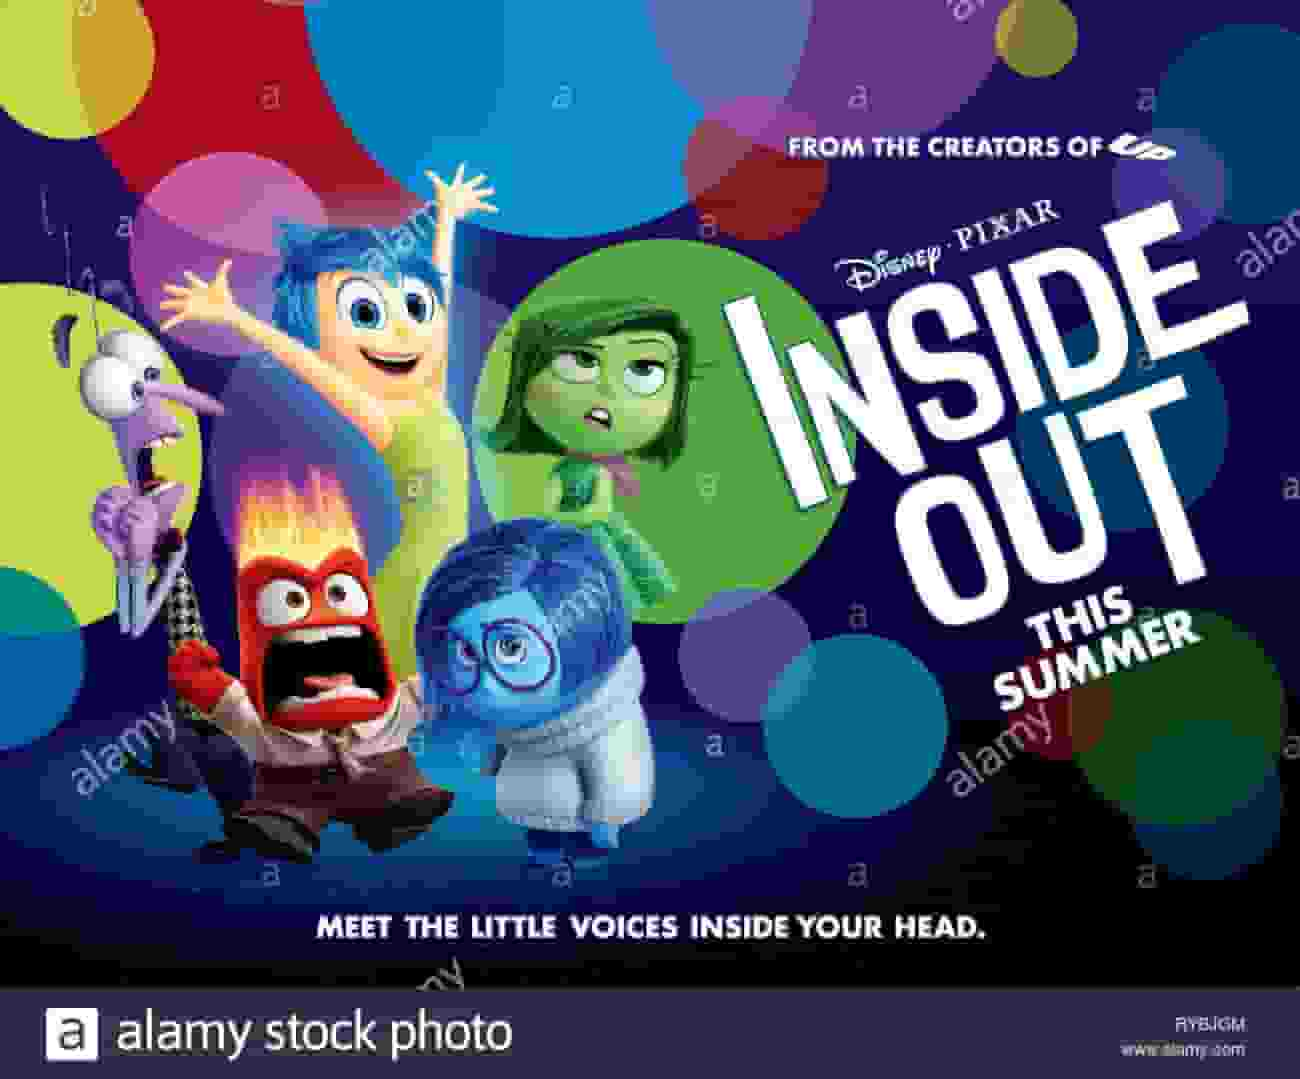 FROM THE CREATORS OF UP
DISNEY · PIXAR
INSIDE
OUT
THIS
SUMMER
MEET THE LITTLE VOICES INSIDE YOUR HEAD.
a alamy stock photo
RYBJGM
www.alamy.com